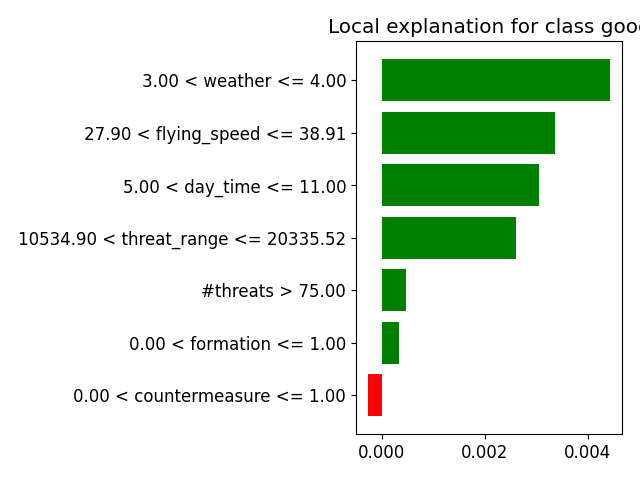 Local explanation for class good
3.00 < weather <= 4.00
27.90 < flying_speed <= 38.91
5.00 < day_time <= 11.00
10534.90 < threat_range <= 20335.52
#threats > 75.00
0.00 < formation <= 1.00
0.00 < countermeasure <= 1.00
0.000 0.002 0.004